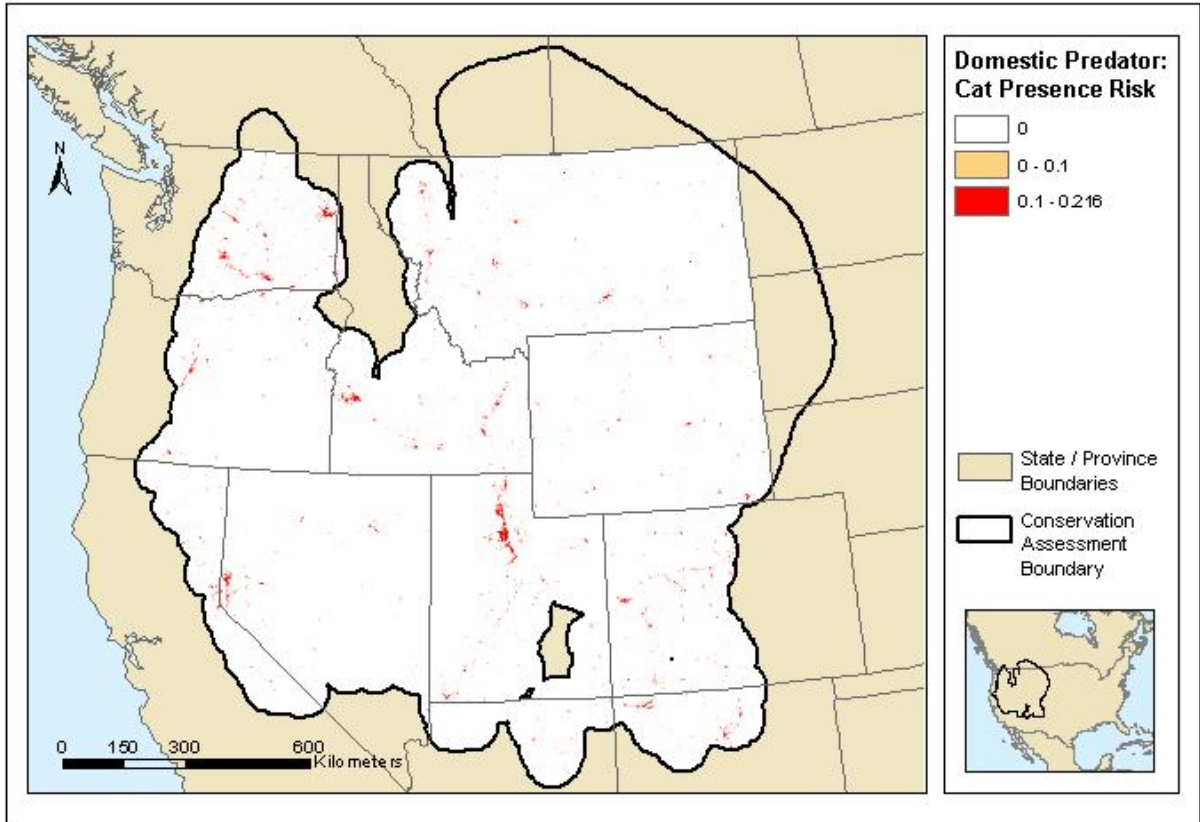 N
0 150 300 600
Kilometers
Domestic Predator:
Cat Presence Risk
0
0 - 0.1
0.1 - 0.216
State / Province
Boundaries
Conservation
Assessment
Boundary